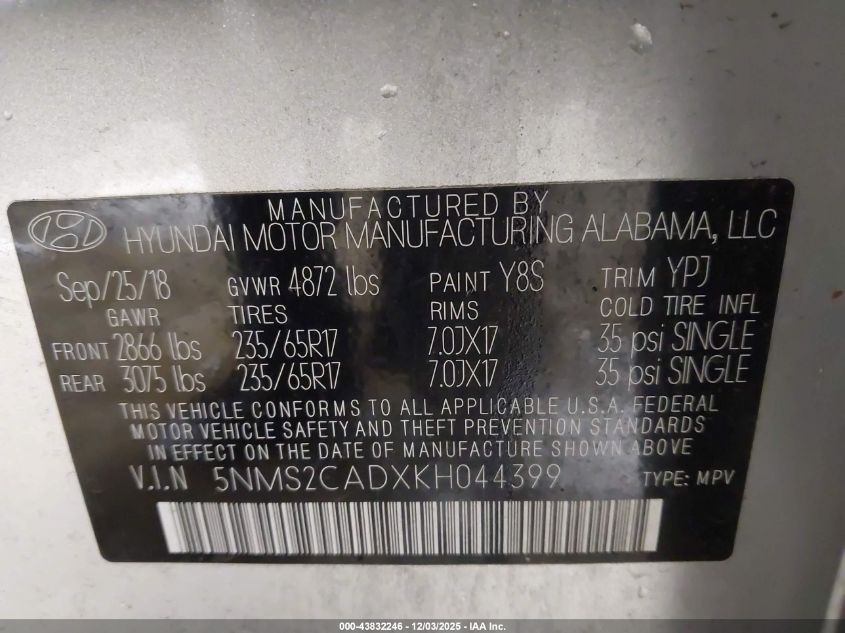 MANUFACTURED BY
HYUNDAI MOTOR MANUFACTURING ALABAMA, LLC
Sep/25/18 GVWR 4872 lbs PAINT Y8S TRIM YPJ
GAWR TIRES RIMS COLD TIRE INFL
FRONT 2866 lbs 235/65R17 7.0JX17 35 psi SINGLE
REAR 3075 lbs 235/65R17 7.0JX17 35 psi SINGLE
THIS VEHICLE CONFORMS TO ALL APPLICABLE U.S.A. FEDERAL
MOTOR VEHICLE SAFETY AND THEFT PREVENTION STANDARDS
IN EFFECT ON THE DATE OF MANUFACTURE SHOWN ABOVE.
V.I.N 5NMS2CADXKH044399 TYPE: MPV
000-43832246 - 12/03/2025 - IAA Inc.